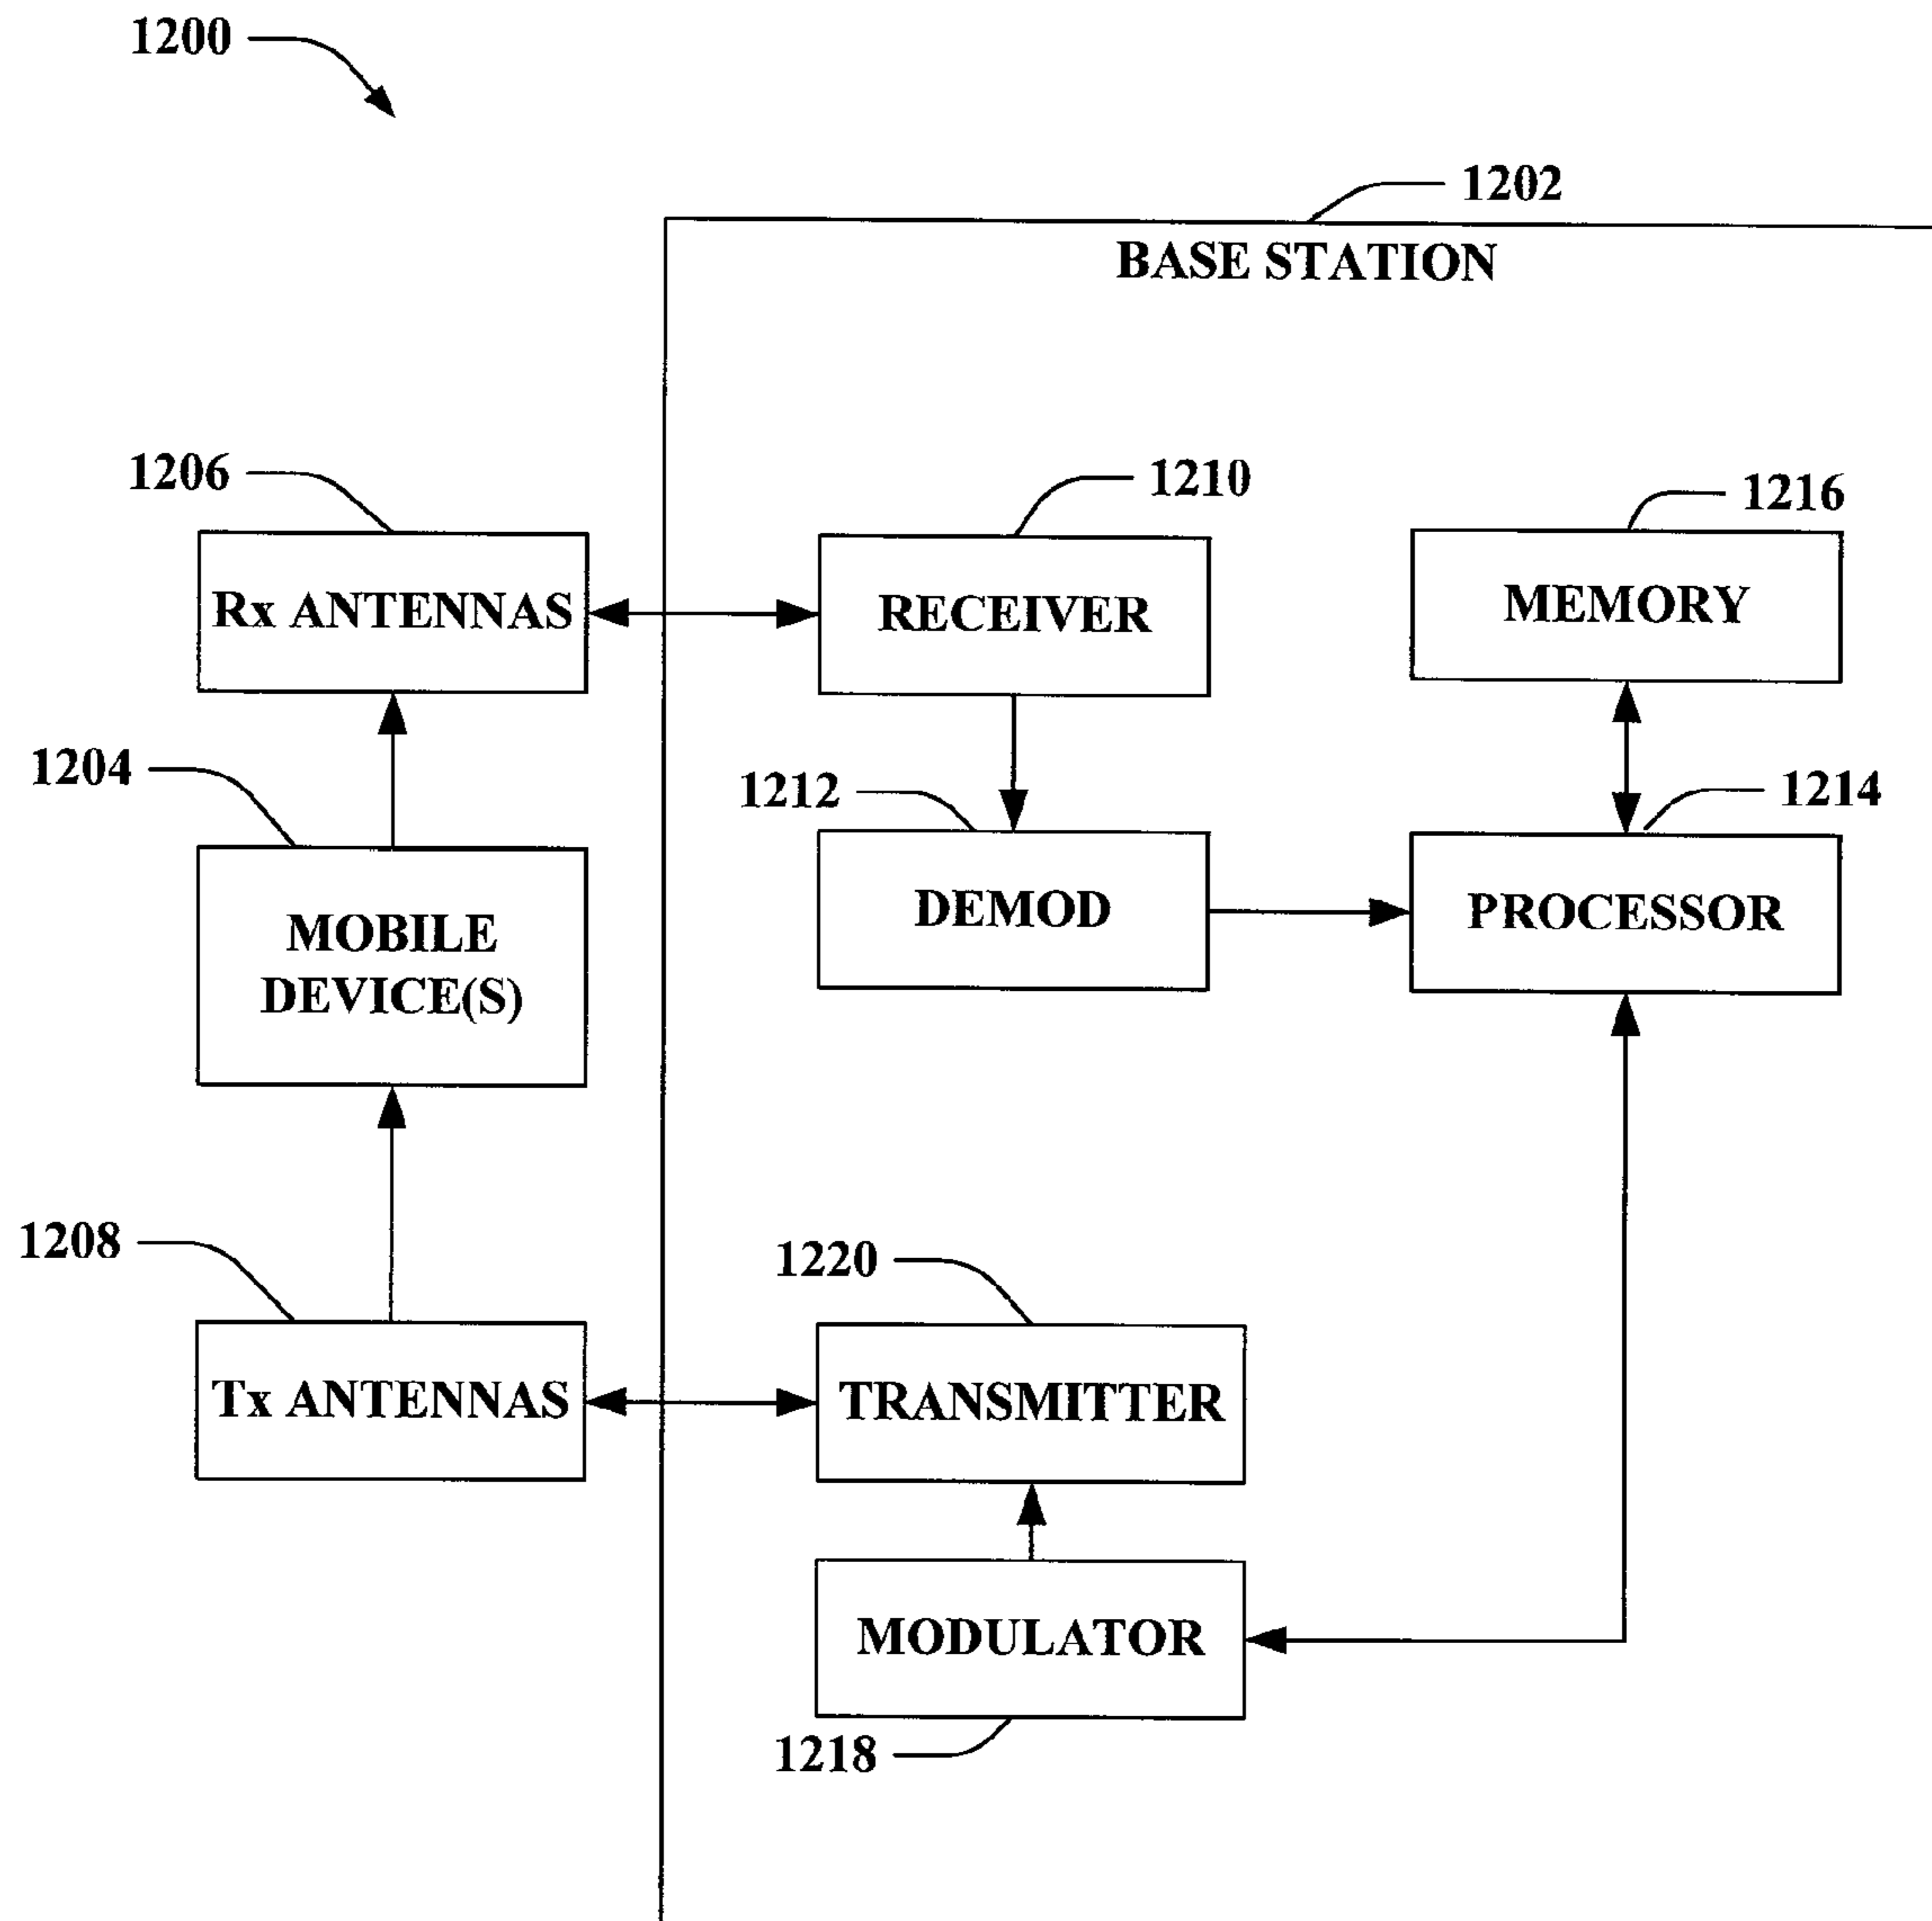 1200
1202
BASE STATION
1206
1210
1216
Rx ANTENNAS
RECEIVER
MEMORY
1204
1212
1214
MOBILE
DEVICE(S)
DEMOD
PROCESSOR
1208
1220
Tx ANTENNAS
TRANSMITTER
MODULATOR
1218